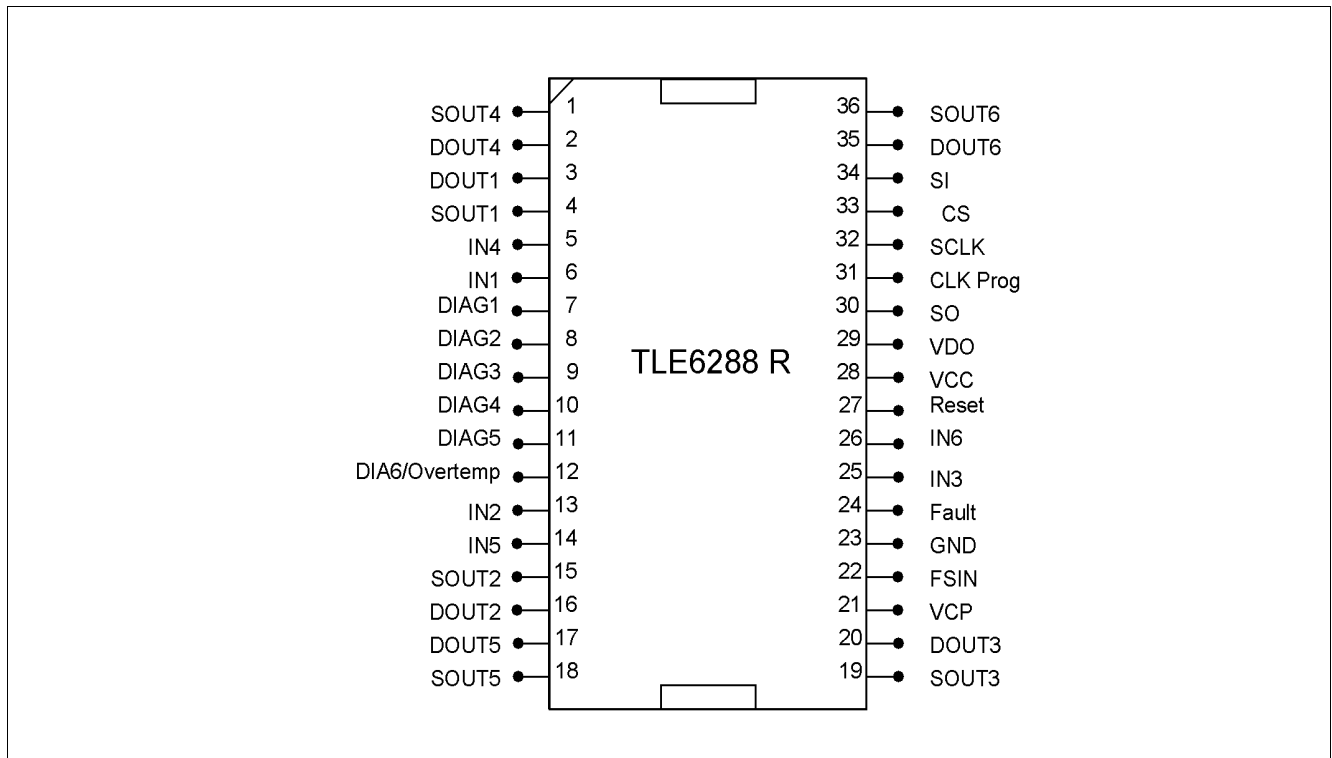 SOUT4 1 36 SOUT6
DOUT4 2 35 DOUT6
DOUT1 3 34 SI
SOUT1 4 33 CS
IN4 5 32 SCLK
IN1 6 31 CLK Prog
DIAG1 7 30 SO
DIAG2 8 29 VDO
DIAG3 9 28 VCC
TLE6288 R
DIAG4 10 27 Reset
DIAG5 11 26 IN6
DIA6/Overtemp 12 25 IN3
IN2 13 24 Fault
IN5 14 23 GND
SOUT2 15 22 FSIN
DOUT2 16 21 VCP
DOUT5 17 20 DOUT3
SOUT5 18 19 SOUT3